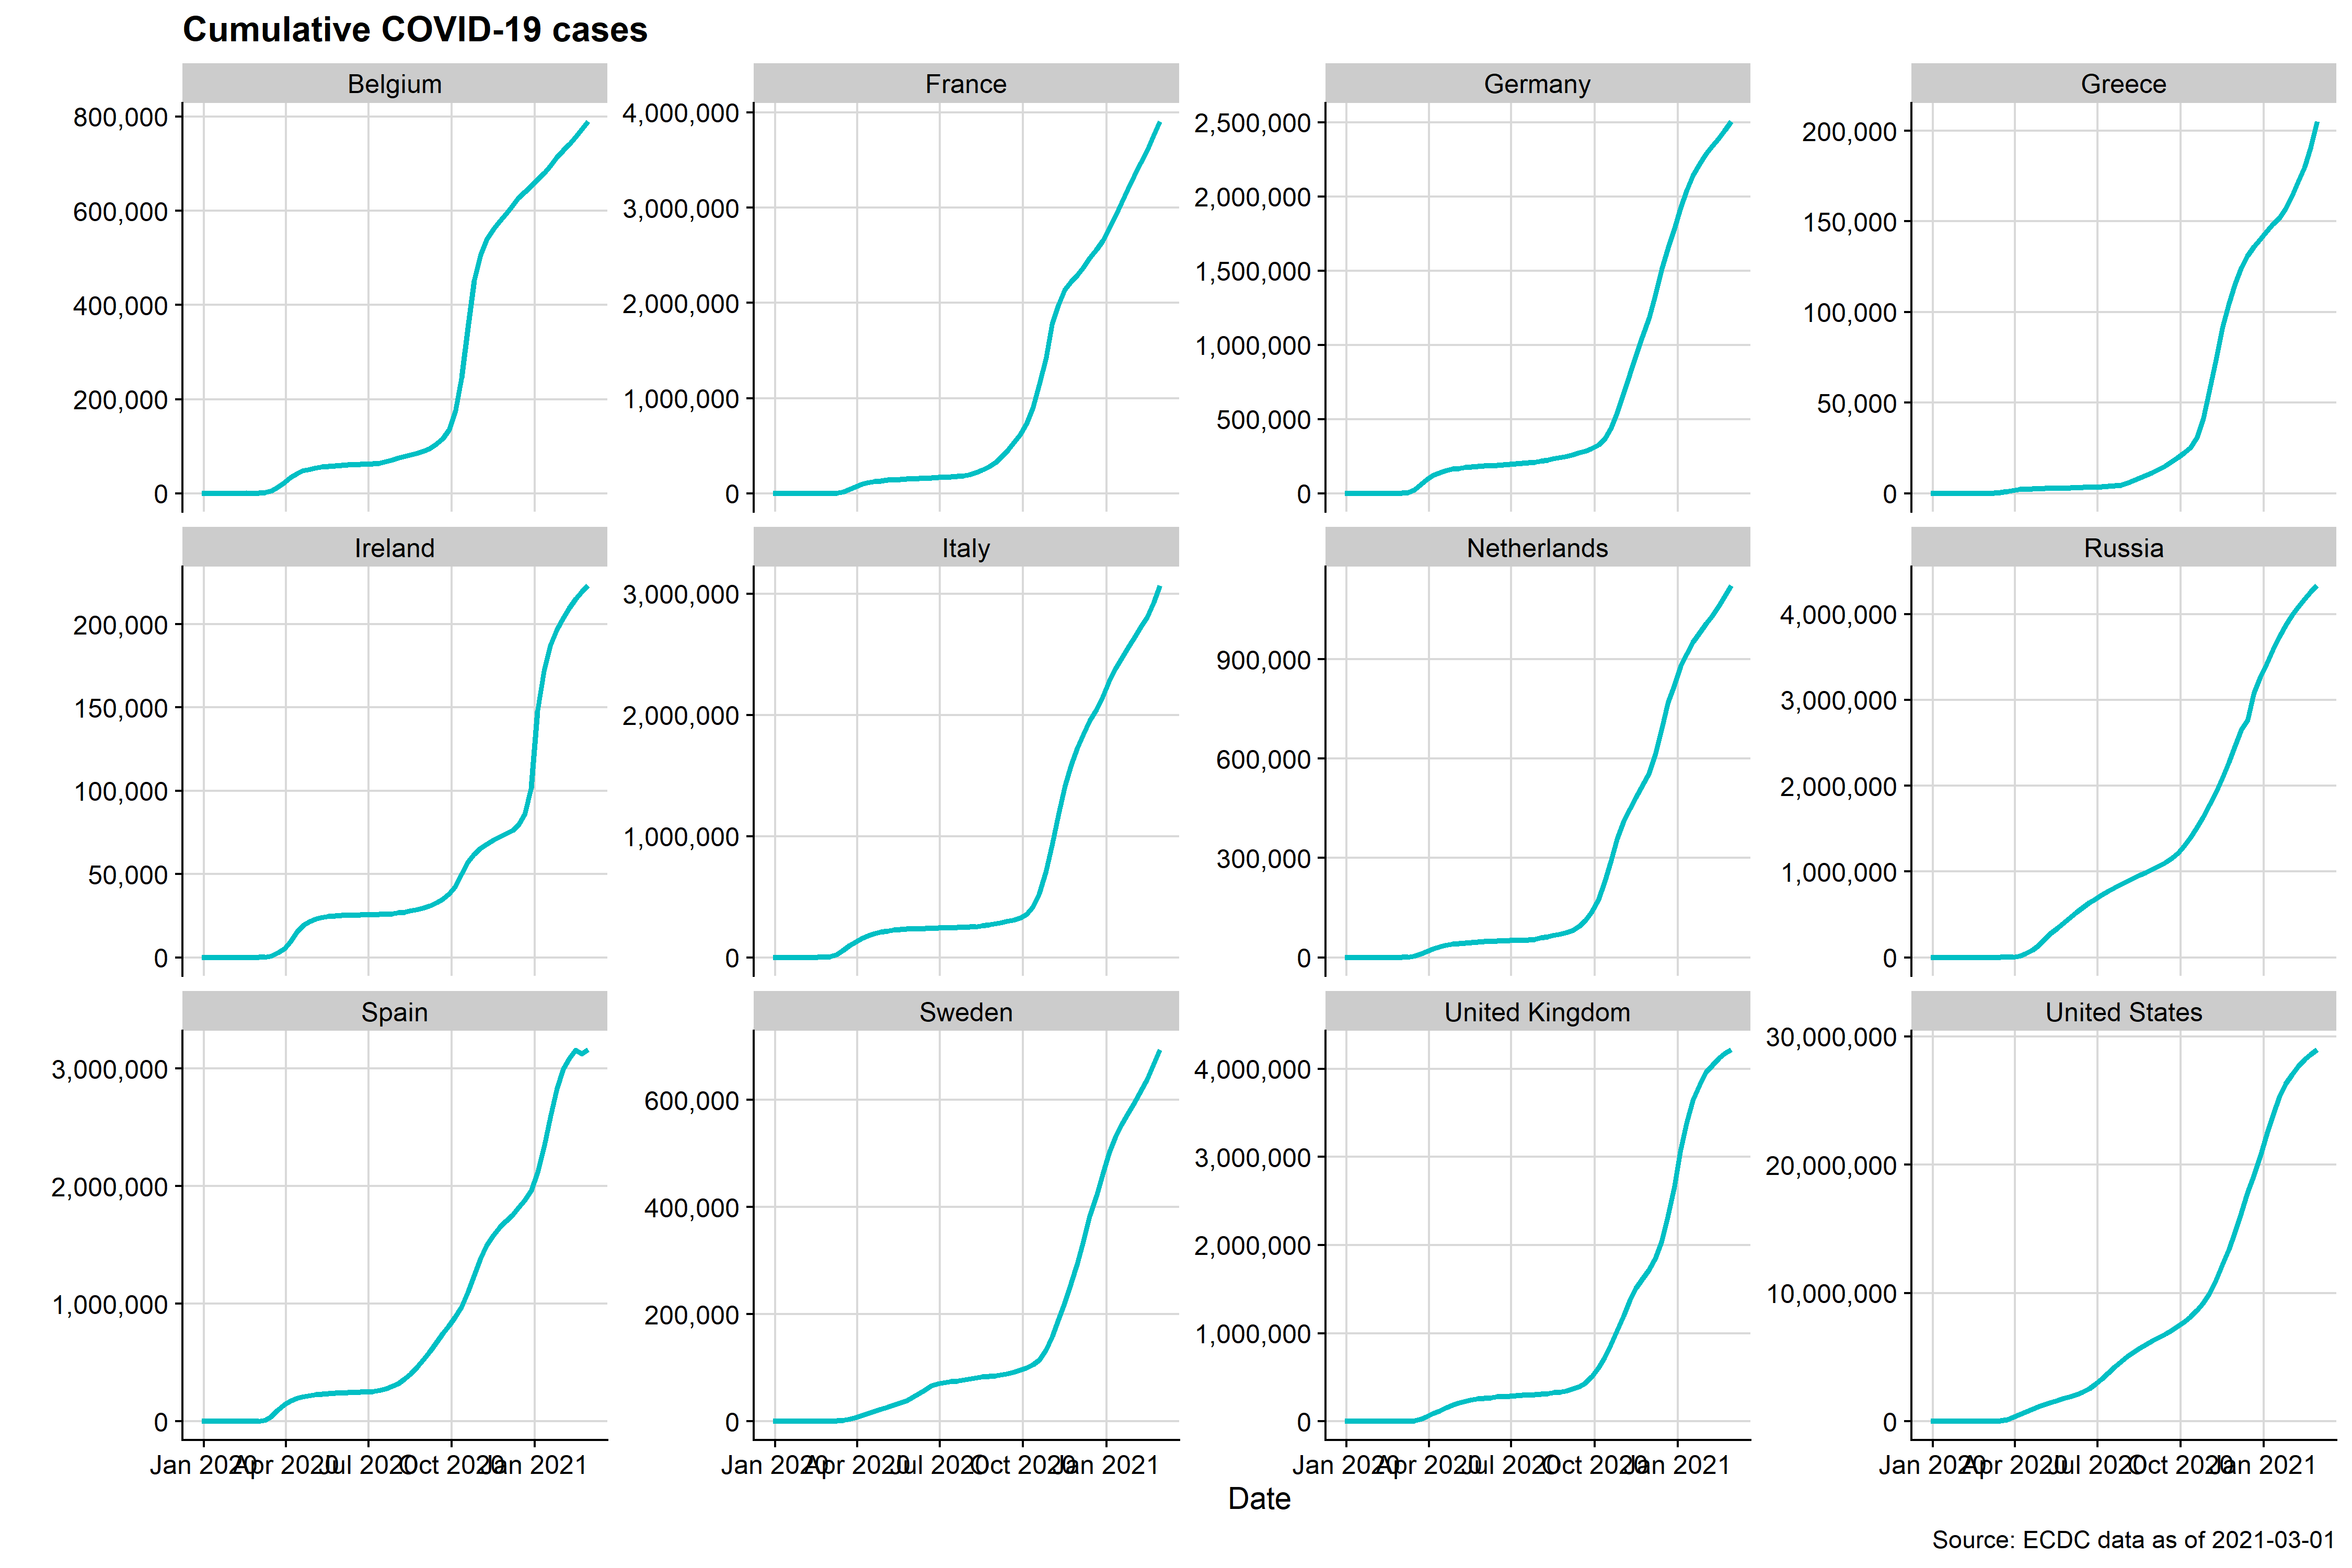 Cumulative COVID-19 cases
Belgium
France
Germany
Greece
800,000
600,000
400,000
200,000
0
4,000,000
3,000,000
2,000,000
1,000,000
0
2,500,000
2,000,000
1,500,000
1,000,000
500,000
0
200,000
150,000
100,000
50,000
0
Ireland
Italy
Netherlands
Russia
200,000
150,000
100,000
50,000
0
3,000,000
2,000,000
1,000,000
0
900,000
600,000
300,000
0
4,000,000
3,000,000
2,000,000
1,000,000
0
Spain
Sweden
United Kingdom
United States
3,000,000
2,000,000
1,000,000
0
600,000
400,000
200,000
0
4,000,000
3,000,000
2,000,000
1,000,000
0
30,000,000
20,000,000
10,000,000
0
Jan 2020 Apr 2020 Jul 2020 Oct 2020 Jan 2021
Jan 2020 Apr 2020 Jul 2020 Oct 2020 Jan 2021
Jan 2020 Apr 2020 Jul 2020 Oct 2020 Jan 2021
Jan 2020 Apr 2020 Jul 2020 Oct 2020 Jan 2021
Date
Source: ECDC data as of 2021-03-01